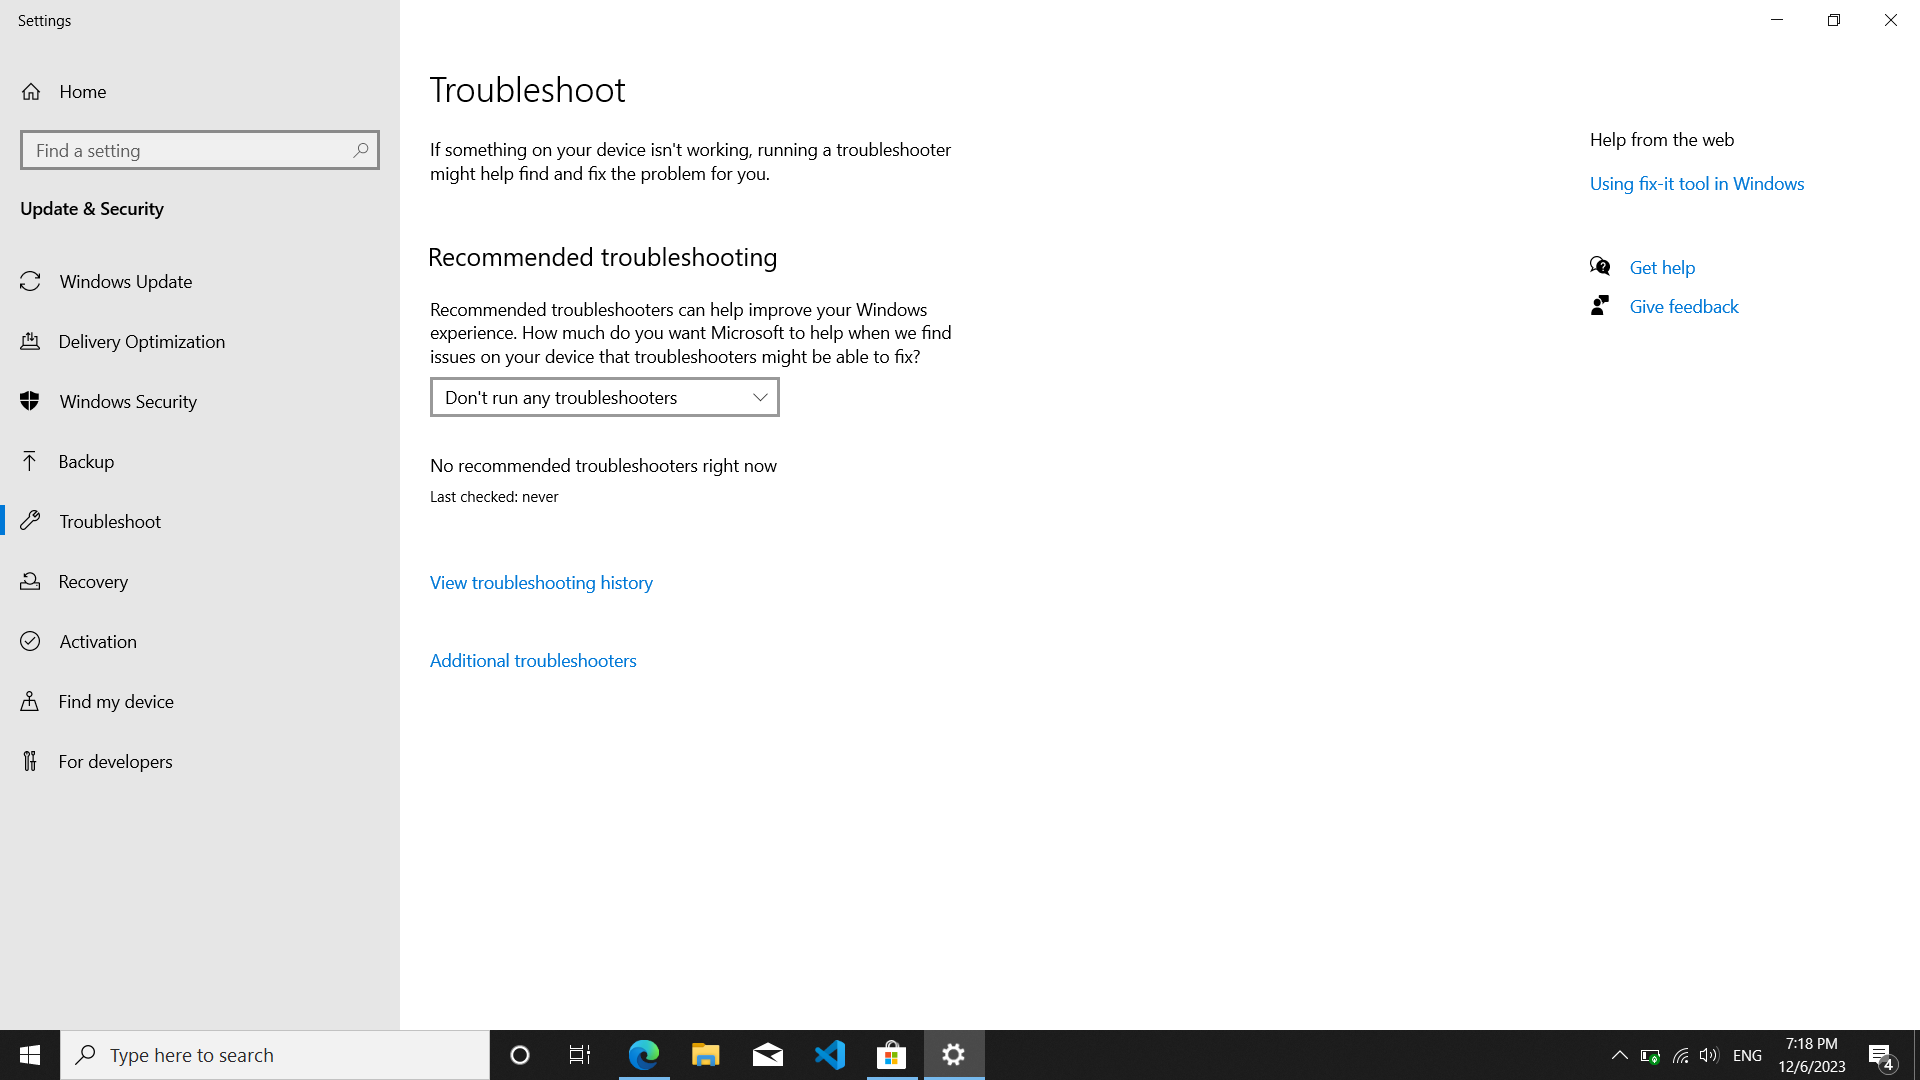 Settings
Home
Find a setting
Update & Security
Windows Update
Delivery Optimization
Windows Security
Backup
Troubleshoot
Recovery
Activation
Find my device
For developers
Troubleshoot
If something on your device isn't working, running a troubleshooter
might help find and fix the problem for you.
Recommended troubleshooting
Recommended troubleshooters can help improve your Windows
experience. How much do you want Microsoft to help when we find
issues on your device that troubleshooters might be able to fix?
Don't run any troubleshooters
No recommended troubleshooters right now
Last checked: never
View troubleshooting history
Additional troubleshooters
Help from the web
Using fix-it tool in Windows
Get help
Give feedback
Type here to search
ENG
7:18 PM
12/6/2023
4